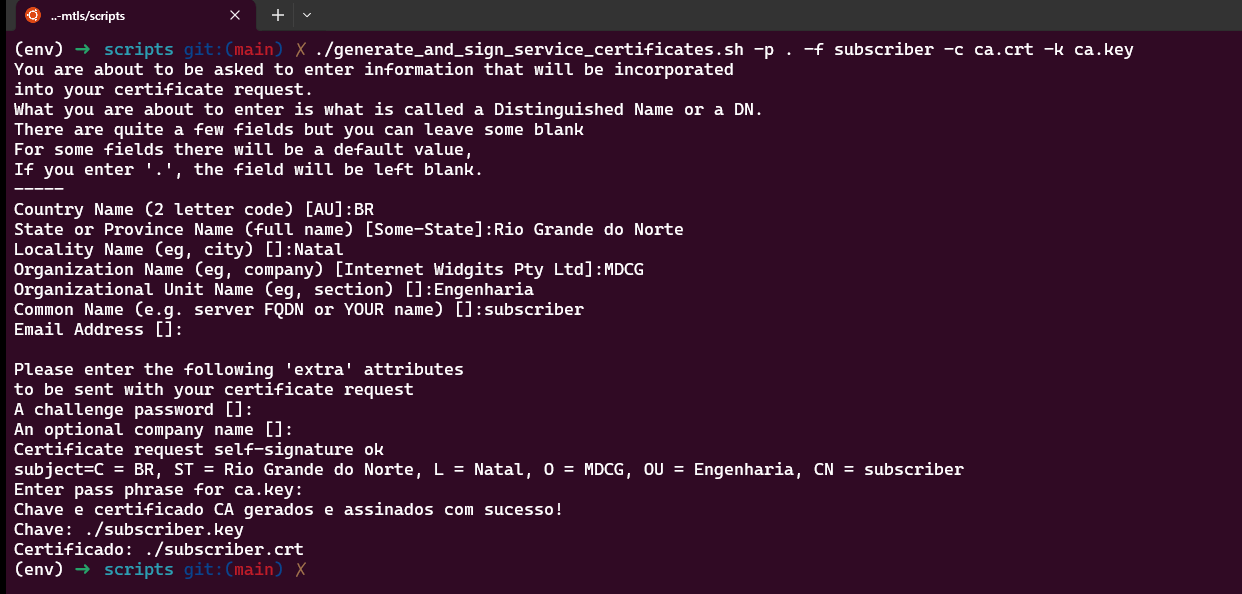 ..-mtls/scripts
(env) → scripts git:(main) ✗ ./generate_and_sign_service_certificates.sh -p . -f subscriber -c ca.crt -k ca.key
You are about to be asked to enter information that will be incorporated
into your certificate request.
What you are about to enter is what is called a Distinguished Name or a DN.
There are quite a few fields but you can leave some blank
For some fields there will be a default value,
If you enter '.', the field will be left blank.
-----
Country Name (2 letter code) [AU]:BR
State or Province Name (full name) [Some-State]:Rio Grande do Norte
Locality Name (eg, city) []:Natal
Organization Name (eg, company) [Internet Widgits Pty Ltd]:MDCG
Organizational Unit Name (eg, section) []:Engenharia
Common Name (e.g. server FQDN or YOUR name) []:subscriber
Email Address []:

Please enter the following 'extra' attributes
to be sent with your certificate request
A challenge password []:
An optional company name []:
Certificate request self-signature ok
subject=C = BR, ST = Rio Grande do Norte, L = Natal, O = MDCG, OU = Engenharia, CN = subscriber
Enter pass phrase for ca.key:
Chave e certificado CA gerados e assinados com sucesso!
Chave: ./subscriber.key
Certificado: ./subscriber.crt
(env) → scripts git:(main) ✗